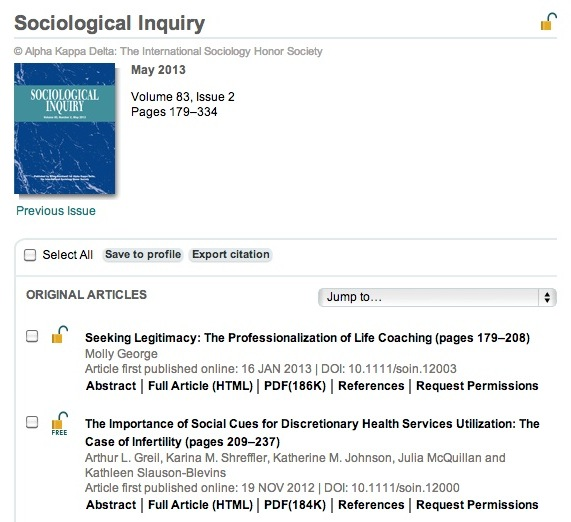 Sociological Inquiry
© Alpha Kappa Delta: The International Sociology Honor Society
May 2013
Volume 83, Issue 2
Pages 179–334
SOCIOLOGICAL
INQUIRY
Previous Issue
Select All Save to profile Export citation
ORIGINAL ARTICLES
Jump to…
Seeking Legitimacy: The Professionalization of Life Coaching (pages 179–208)
Molly George
Article first published online: 16 JAN 2013 | DOI: 10.1111/soin.12003
Abstract | Full Article (HTML) | PDF(186K) | References | Request Permissions
FREE
The Importance of Social Cues for Discretionary Health Services Utilization: The
Case of Infertility (pages 209–237)
Arthur L. Greil, Karina M. Shreffler, Katherine M. Johnson, Julia McQuillan and
Kathleen Slauson-Blevins
Article first published online: 19 NOV 2012 | DOI: 10.1111/soin.12000
Abstract | Full Article (HTML) | PDF(184K) | References | Request Permissions